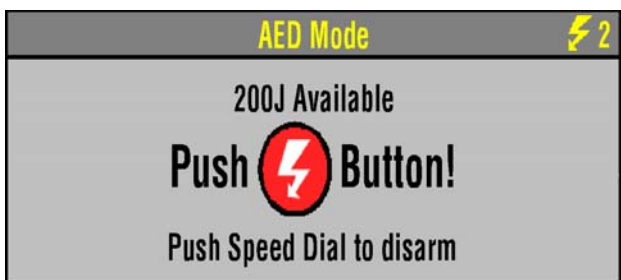 AED Mode 2
200J Available
Push Button!
Push Speed Dial to disarm